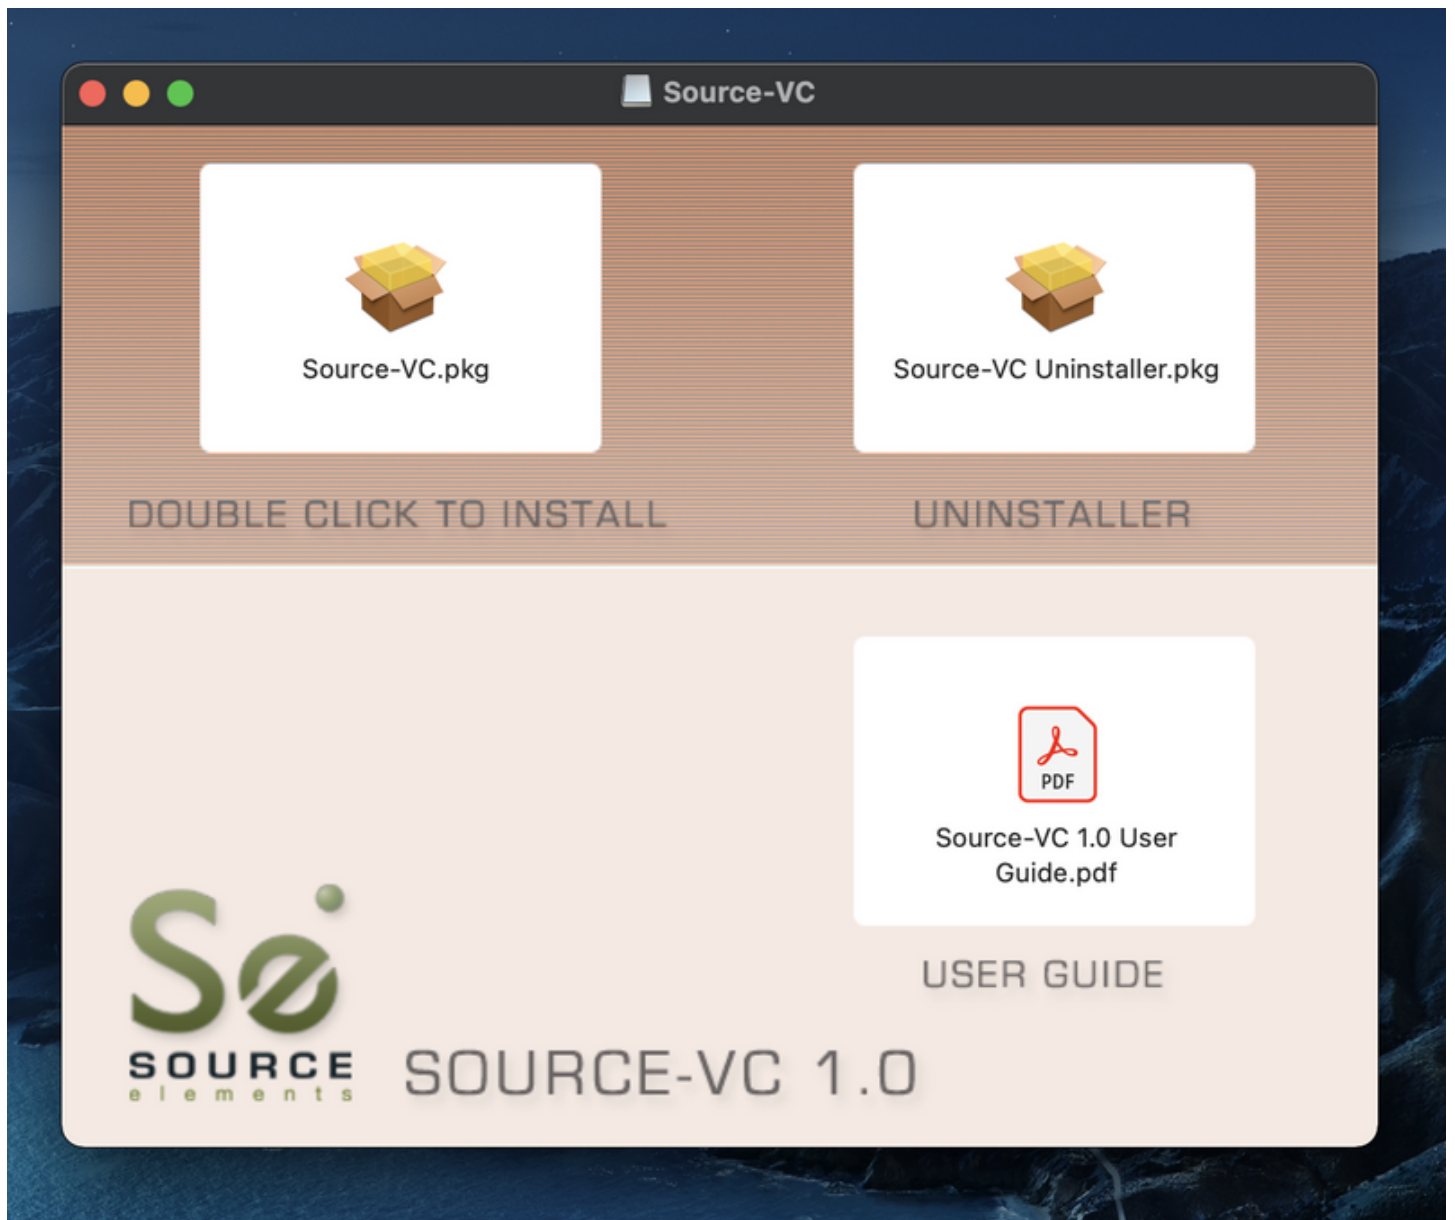 Source-VC
Source-VC.pkg
Source-VC Uninstaller.pkg
DOUBLE CLICK TO INSTALL
UNINSTALLER
PDF
Source-VC 1.0 User
Guide.pdf
USER GUIDE
Se
SOURCE
elements
SOURCE-VC 1.0